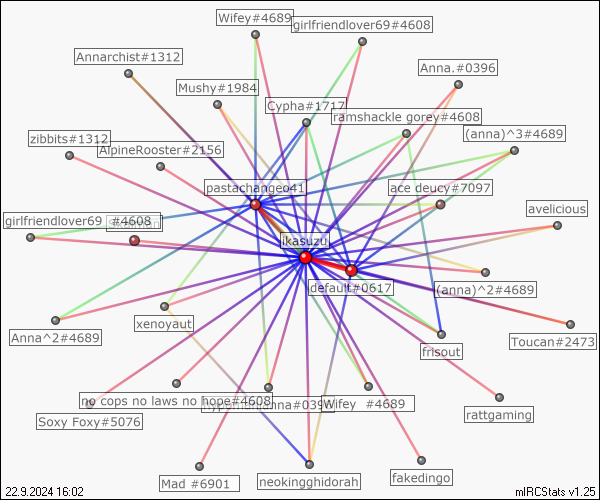 Wifey#4689
girlfriendlover69#4608
Annarchist#1312
Anna.#0396
Mushy#1984
Cypha#1717
ramshackle gorey#4608
(anna)^3#4689
zibbits#1312
AlpineRooster#2156
pastachangeo41
ace deucy#7097
avelicious
girlfriendlover69 #4608
ikasuzu
default#0617
(anna)^2#4689
Anna^2#4689
xenoyaut
frisout
Toucan#2473
no cops no laws no hope#4608
Wifey #4689
Soxy Foxy#5076
rattgaming
Mad #6901
neokingghidorah
fakedingo
22.9.2024 16:02
mIRCStats v1.25